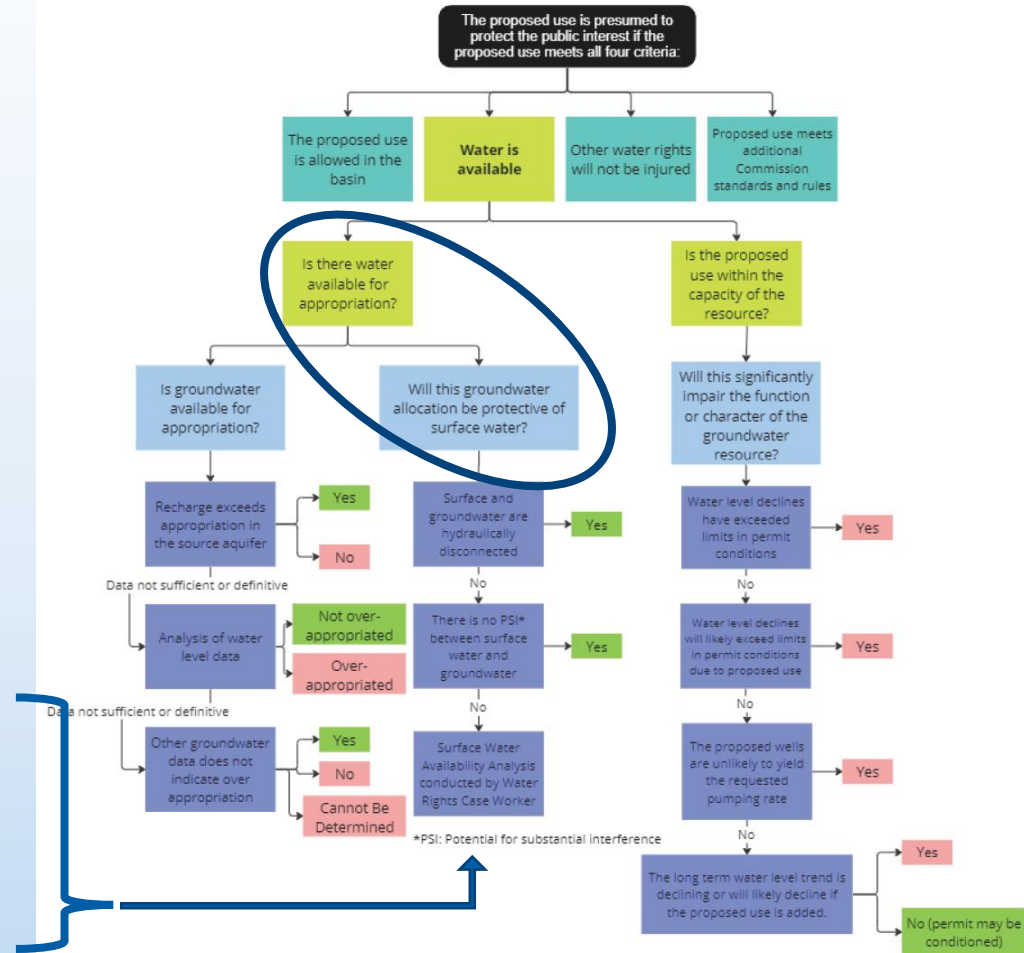 The proposed use is presumed to
protect the public interest if the
proposed use meets all four criteria:
The proposed use
is allowed in the
basin
Water is
available
Other water rights
will not be injured
Proposed use meets
additional
Commission
standards and rules
Is there water
available for
appropriation?
Is the proposed
use within the
capacity of the
resource?
Is groundwater
available for
appropriation?
Will this groundwater
allocation be protective of
surface water?
Will this significantly
impair the function
or character of the
groundwater
resource?
Recharge exceeds
appropriation in
the source aquifer
Yes
No
Data not sufficient or definitive
Analysis of water
level data
Not over-
appropriated
Over-
appropriated
Data not sufficient or definitive
Other groundwater
data does not
indicate over
appropriation
Yes
No
Cannot Be
Determined
Surface and
groundwater are
hydraulically
disconnected
Yes
No
There is no PSI*
between surface
water and
groundwater
Yes
No
Surface Water
Availability Analysis
conducted by Water
Rights Case Worker
*PSI: Potential for substantial interference
Water level declines
have exceeded
limits in permit
conditions
Yes
No
Water level declines
will likely exceed limits
in permit conditions
due to proposed use
Yes
No
The proposed wells
are unlikely to yield
the requested
pumping rate
Yes
No
The long term water level trend is
declining or will likely decline if
the proposed use is added.
Yes
No (permit may be
conditioned)